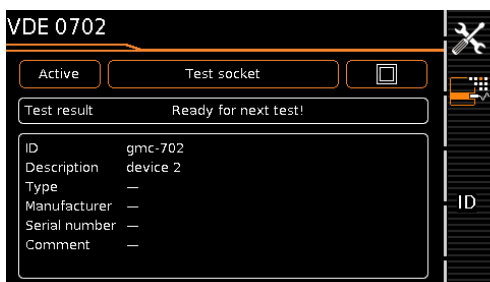 VDE 0702
Active Test socket
Test result Ready for next test!
ID gmc-702
Description device 2
Type —
Manufacturer —
Serial number —
Comment —
ID